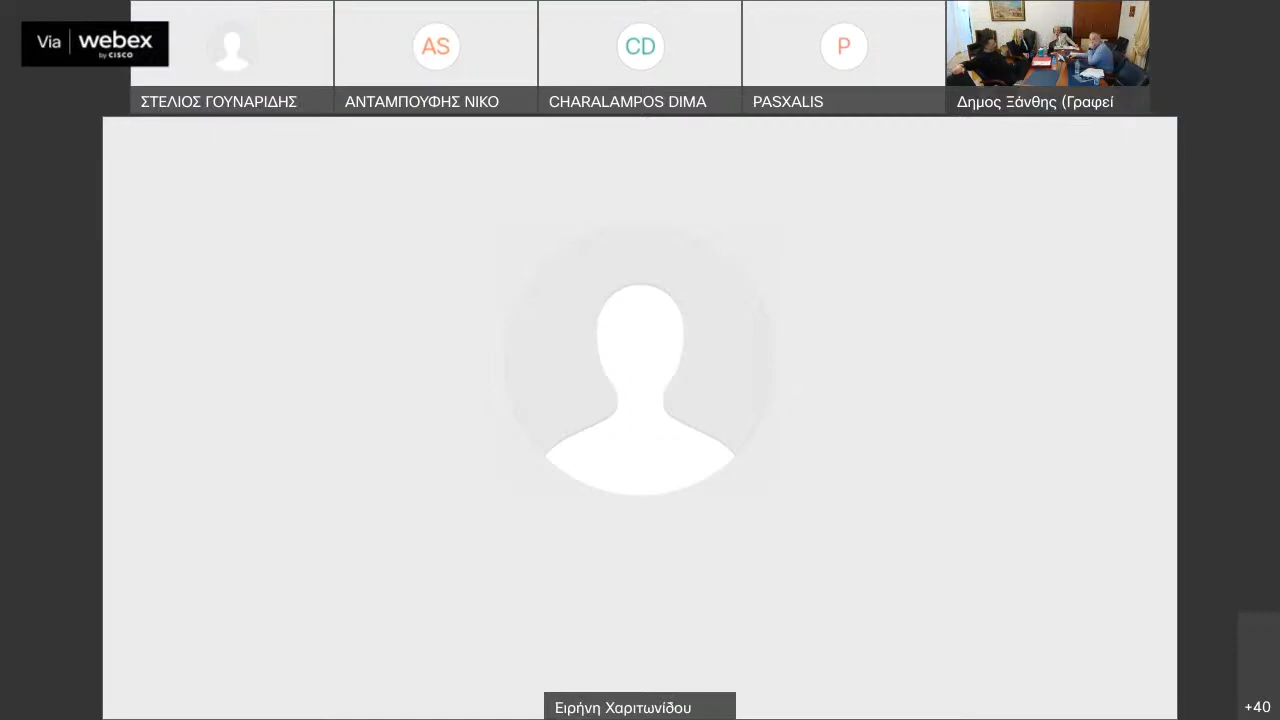 Via webex
by CISCO
AS
CD
P
ΣΤΕΛΙΟΣ ΓΟΥΝΑΡΙΔΗΣ
ΑΝΤΑΜΠΟΥΦΗΣ ΝΙΚΟ
CHARALAMPOS DIMA
PASXALIS
Δημος Ξάνθης (Γραφεί
Ειρήνη Χαριτωνίδου
+40